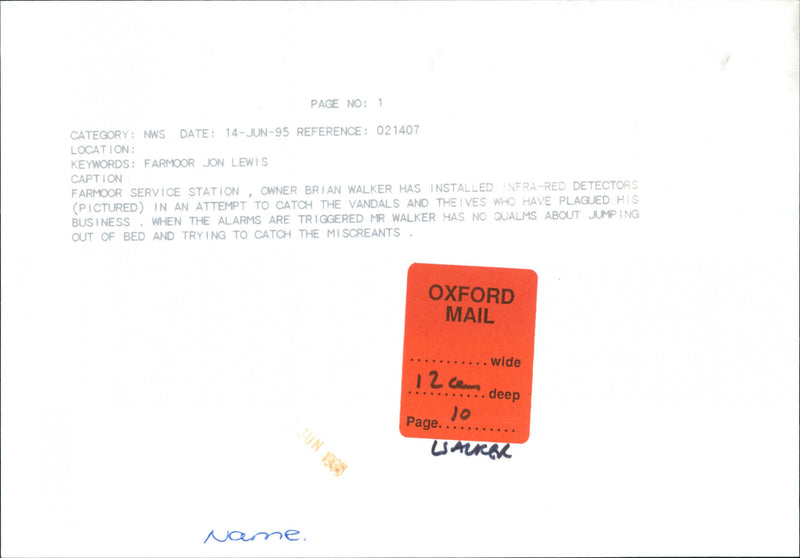 PAGE NO: 1
CATEGORY: NWS DATE: 14-JUN-95 REFERENCE: 021407
LOCATION:
KEYWORDS: FARMOOR JON LEWIS
CAPTION
FARMOOR SERVICE STATION , OWNER BRIAN WALKER HAS INSTALLED INFRA-RED DETECTORS
(PICTURED) IN AN ATTEMPT TO CATCH THE VANDALS AND THEIVES WHO HAVE PLAGUED HIS
BUSINESS . WHEN THE ALARMS ARE TRIGGERED MR WALKER HAS NO QUALMS ABOUT JUMPING
OUT OF BED AND TRYING TO CATCH THE MISCREANTS .
OXFORD
MAIL
...........wide
12 cms
...........deep
Page 10
WALKER
JUN 1995
Name.